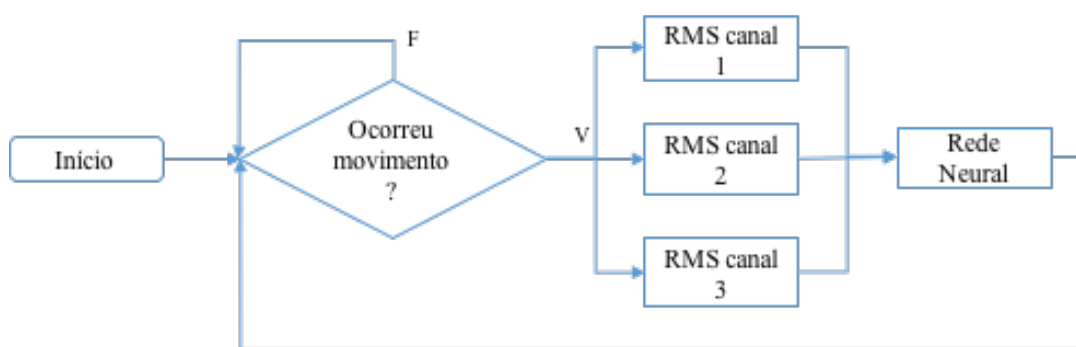 Início
Ocorreu
movimento
?
F
V
RMS canal
1
RMS canal
2
RMS canal
3
Rede
Neural